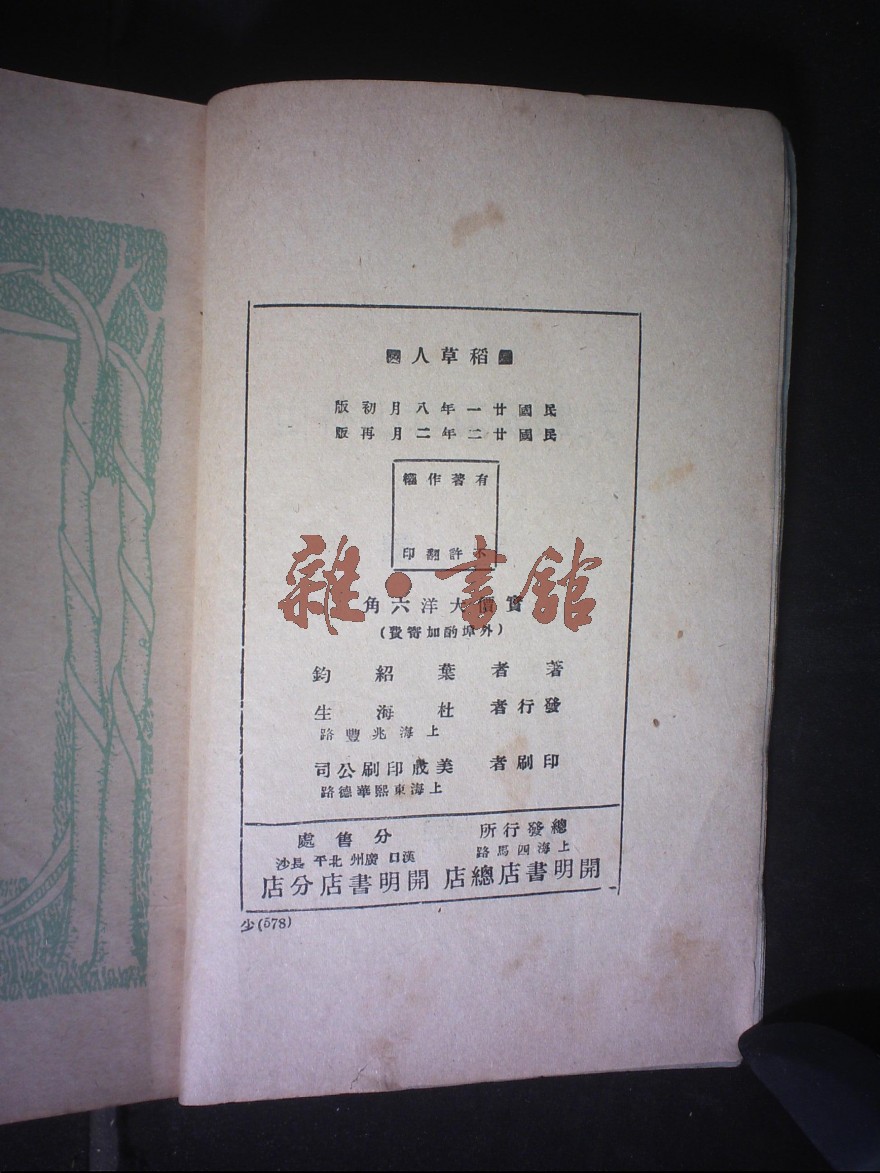 稻草人
民國廿一年八月初版
民國廿二年二月再版
有著作權
不許翻印
實價大洋六角
(外埠酌加寄費)
著者 葉紹鈞
發行者 杜海生
上海兆豐路
印刷者 美成印刷公司
上海東熙華德路
總發行所
上海四馬路
開明書店總店
分售處
漢口 廣州 北平 長沙
開明書店分店
少(578)
雜·書館